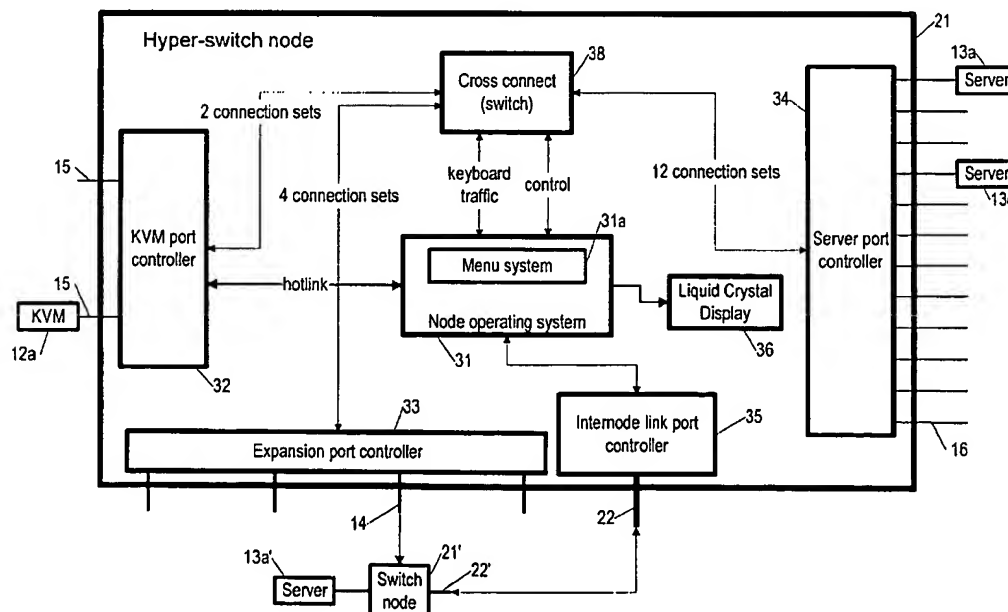 Hyper-switch node
21
38
13a
Cross connect
(switch)
34
Server
2 connection sets
15
keyboard
traffic
control
12 connection sets
Server
4 connection sets
31a
KVM port
controller
Menu system
Server port
controller
15
hotlink
Liquid Crystal
Display
KVM
Node operating system
12a
36
31
32
33
Internode link port
controller
35
Expansion port controller
16
14
22
13a'
21'
22'
Server
Switch
node